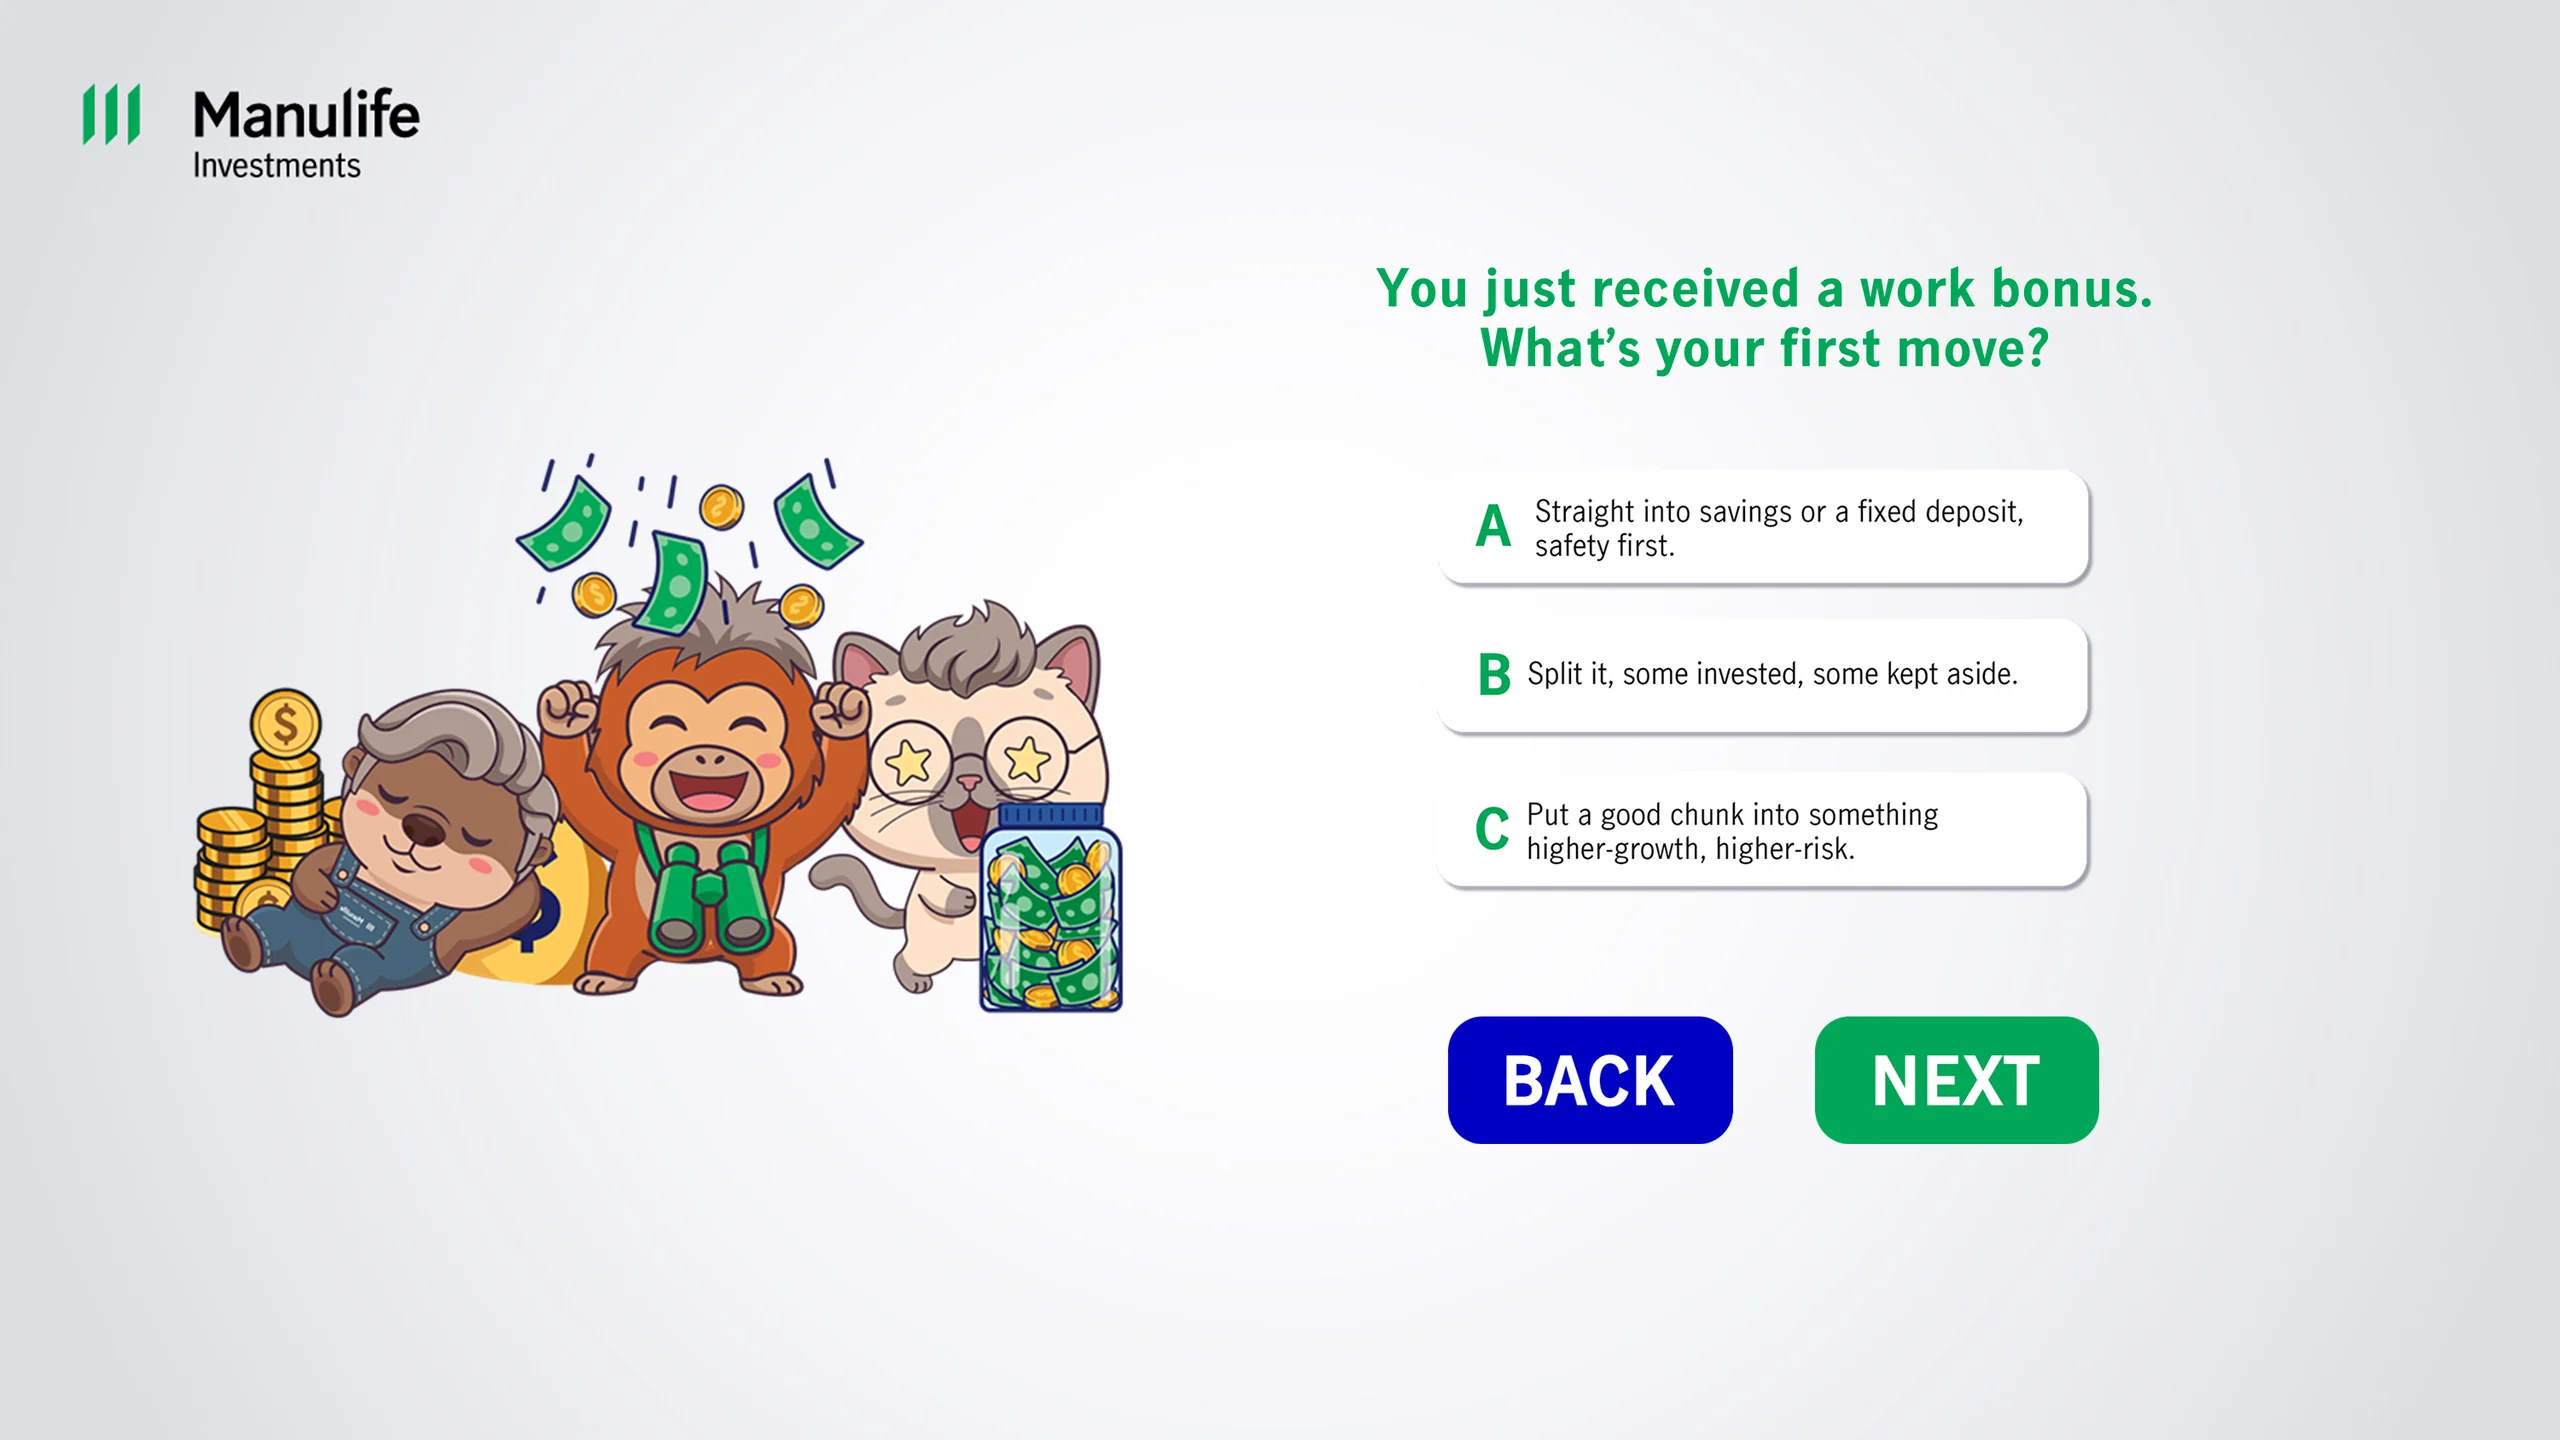 Manulife
Investments
You just received a work bonus.
What's your first move?
A
Straight into savings or a fixed deposit,
safety first.
B
Split it, some invested, some kept aside.
C
Put a good chunk into something
higher-growth, higher-risk.
BACK
NEXT